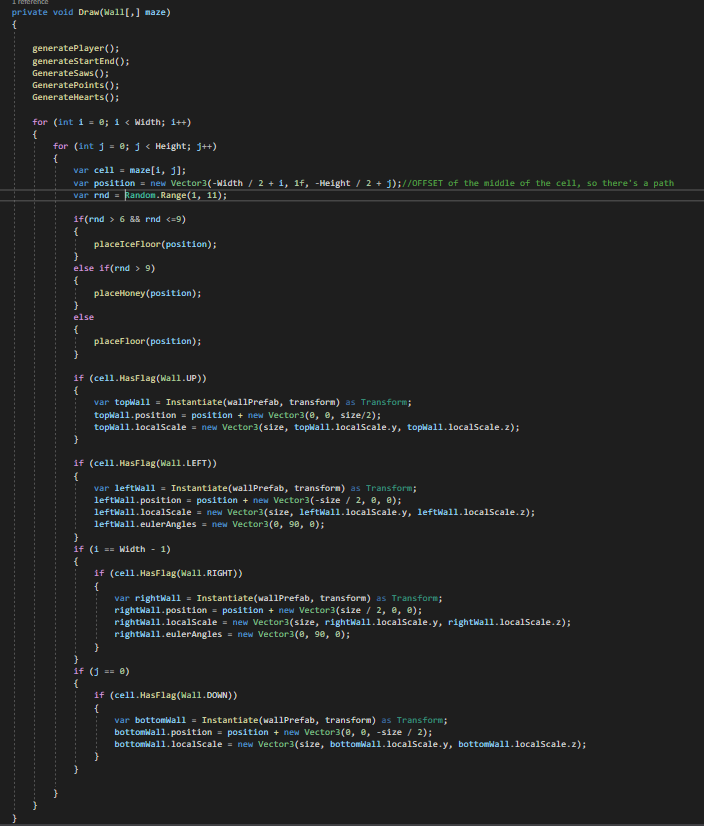 1 reference
private void Draw(Wall[,] maze)
{
generatePlayer();
generateStartEnd();
GenerateSaws();
GeneratePoints();
GenerateHearts();
for (int i = 0; i < Width; i++)
{
for (int j = 0; j < Height; j++)
{
var cell = maze[i, j];
var position = new Vector3(-Width / 2 + i, 1f, -Height / 2 + j);//OFFSET of the middle of the cell, so there's a path
var rnd = Random.Range(1, 11);
if(rnd > 6 && rnd <=9)
{
placeIceFloor(position);
}
else if(rnd > 9)
{
placeHoney(position);
}
else
{
placeFloor(position);
}
if (cell.HasFlag(Wall.UP))
{
var topWall = Instantiate(wallPrefab, transform) as Transform;
topWall.position = position + new Vector3(0, 0, size/2);
topWall.localScale = new Vector3(size, topWall.localScale.y, topWall.localScale.z);
}
if (cell.HasFlag(Wall.LEFT))
{
var leftWall = Instantiate(wallPrefab, transform) as Transform;
leftWall.position = position + new Vector3(-size / 2, 0, 0);
leftWall.localScale = new Vector3(size, leftWall.localScale.y, leftWall.localScale.z);
leftWall.eulerAngles = new Vector3(0, 90, 0);
}
if (i == Width - 1)
{
if (cell.HasFlag(Wall.RIGHT))
{
var rightWall = Instantiate(wallPrefab, transform) as Transform;
rightWall.position = position + new Vector3(size / 2, 0, 0);
rightWall.localScale = new Vector3(size, rightWall.localScale.y, rightWall.localScale.z);
rightWall.eulerAngles = new Vector3(0, 90, 0);
}
}
if (j == 0)
{
if (cell.HasFlag(Wall.DOWN))
{
var bottomWall = Instantiate(wallPrefab, transform) as Transform;
bottomWall.position = position + new Vector3(0, 0, -size / 2);
bottomWall.localScale = new Vector3(size, bottomWall.localScale.y, bottomWall.localScale.z);
}
}
}
}
}